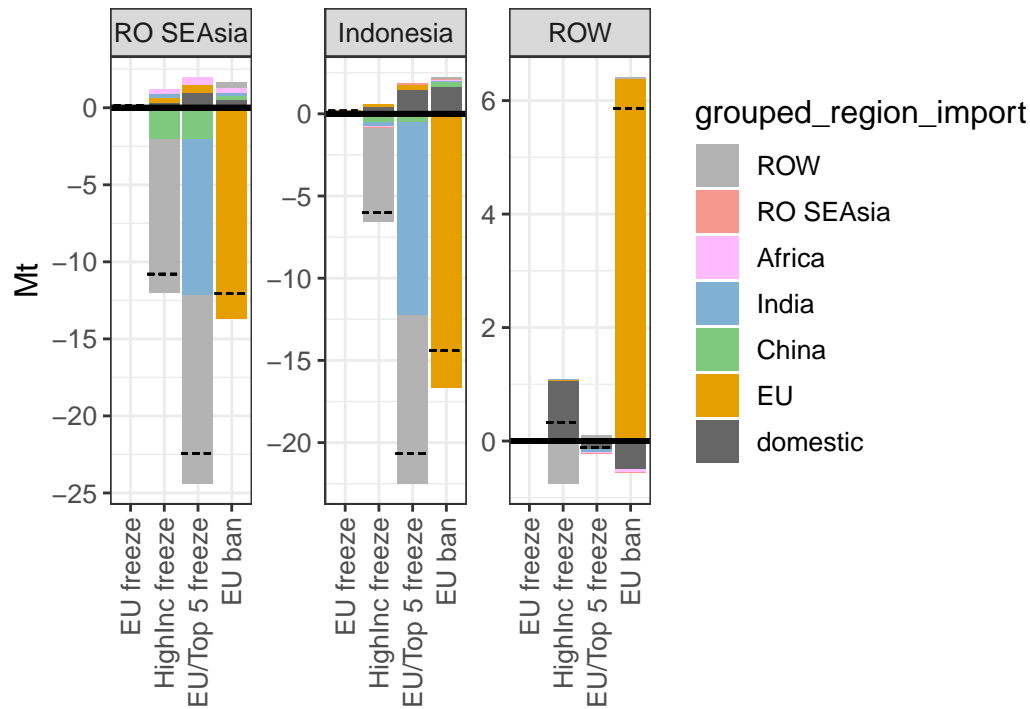 RO SEAsia
Indonesia
ROW
Mt
0
−5
−10
−15
−20
−25
0
−5
−10
−15
−20
6
4
2
0
EU freeze
HighInc freeze
EU/Top 5 freeze
EU ban
EU freeze
HighInc freeze
EU/Top 5 freeze
EU ban
EU freeze
HighInc freeze
EU/Top 5 freeze
EU ban
grouped_region_import
ROW
RO SEAsia
Africa
India
China
EU
domestic